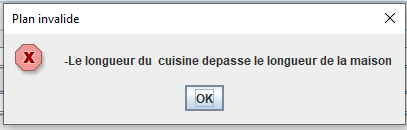 Plan invalide
-Le longueur du cuisine depasse le longueur de la maison
OK